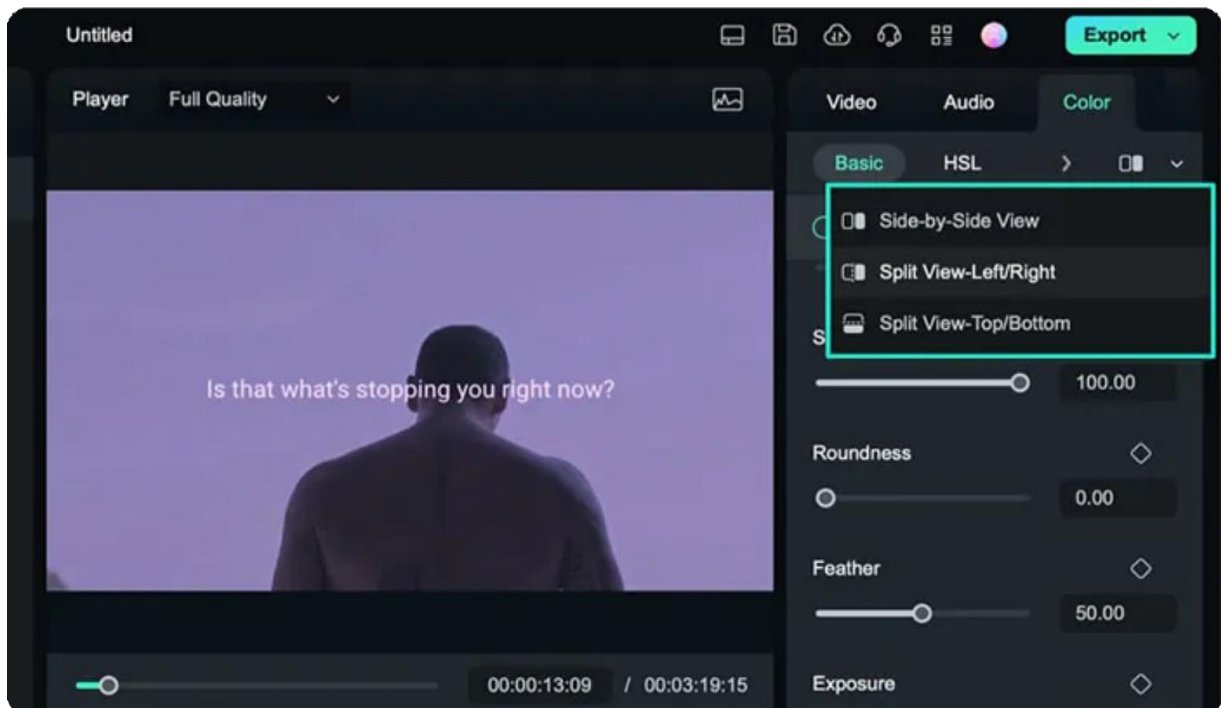 Untitled
Export
Player Full Quality
Video Audio Color
Basic HSL
Side-by-Side View
Split View-Left/Right
Split View-Top/Bottom
S
100.00
Is that what's stopping you right now?
Roundness
0.00
Feather
50.00
00:00:13:09 / 00:03:19:15
Exposure